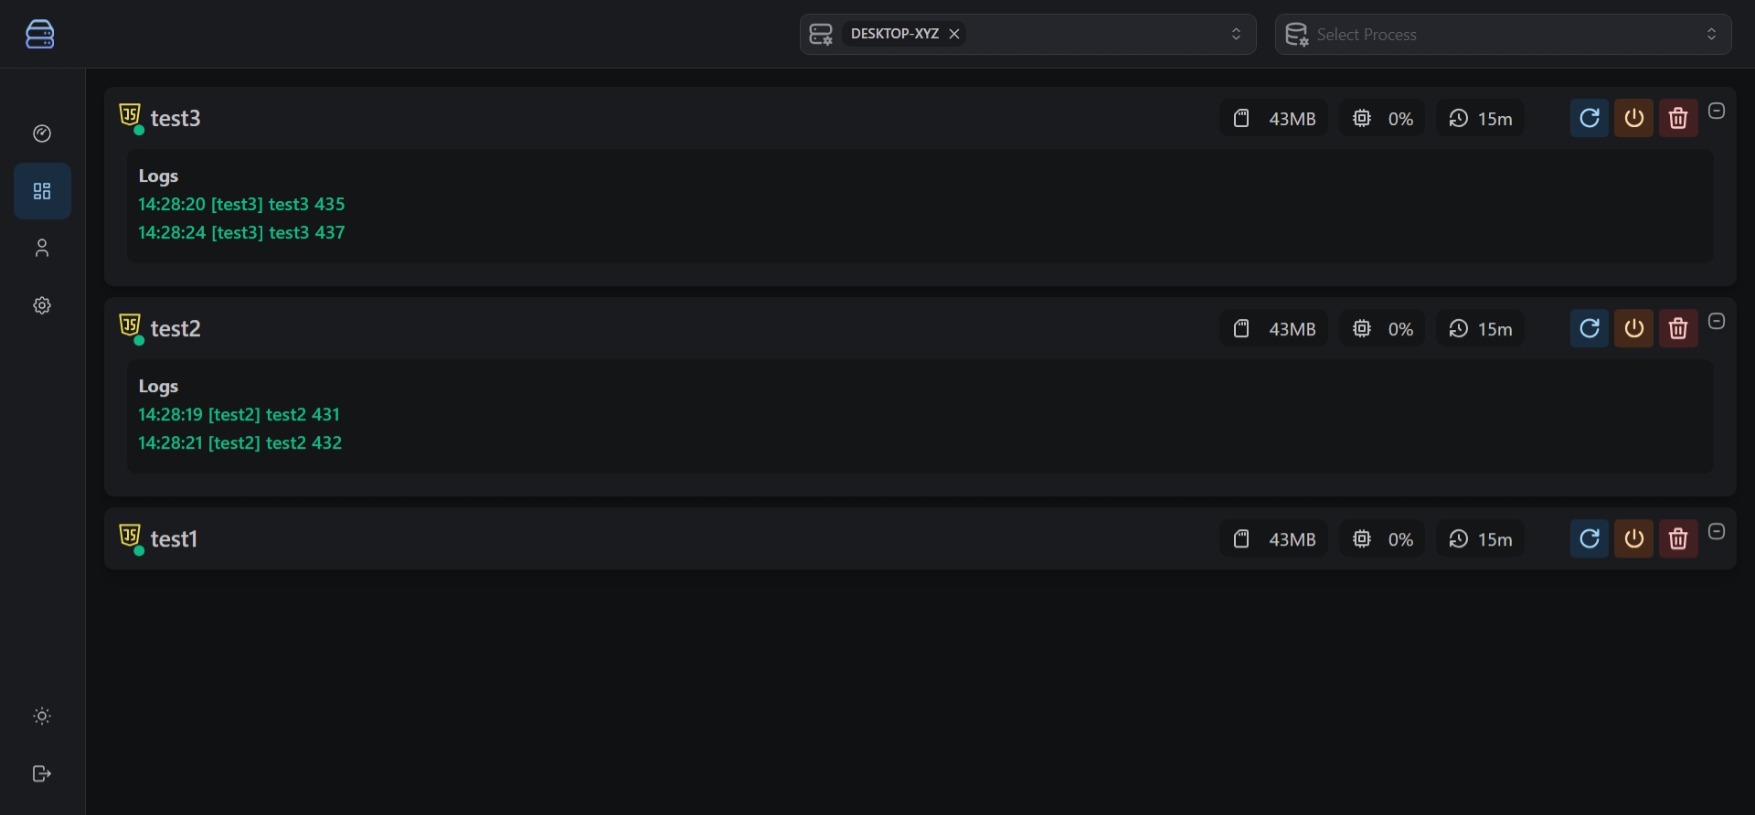 DESKTOP-XYZ
Select Process
JS test3 43MB 0% 15m
Logs
14:28:20 [test3] test3 435
14:28:24 [test3] test3 437
JS test2 43MB 0% 15m
Logs
14:28:19 [test2] test2 431
14:28:21 [test2] test2 432
JS test1 43MB 0% 15m